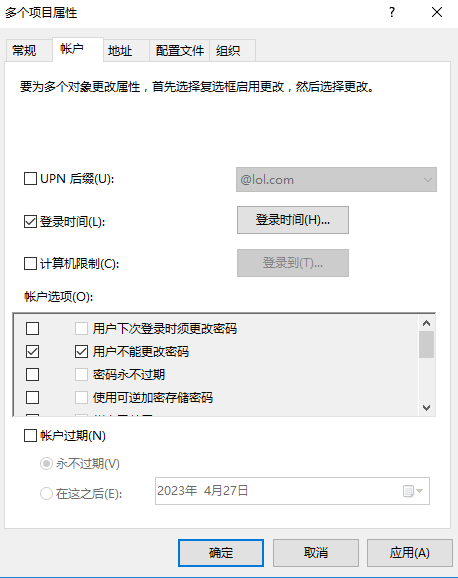 多个项目属性
常规 帐户 地址 配置文件 组织
要为多个对象更改属性，首先选择复选框启用更改，然后选择更改。
UPN 后缀(U): @lol.com
登录时间(L): 登录时间(H)...
计算机限制(C): 登录到(T)...
帐户选项(O):
用户下次登录时须更改密码
用户不能更改密码
密码永不过期
使用可逆加密存储密码
帐户过期(N)
永不过期(V)
在这之后(E): 2023年 4月27日
确定 取消 应用(A)